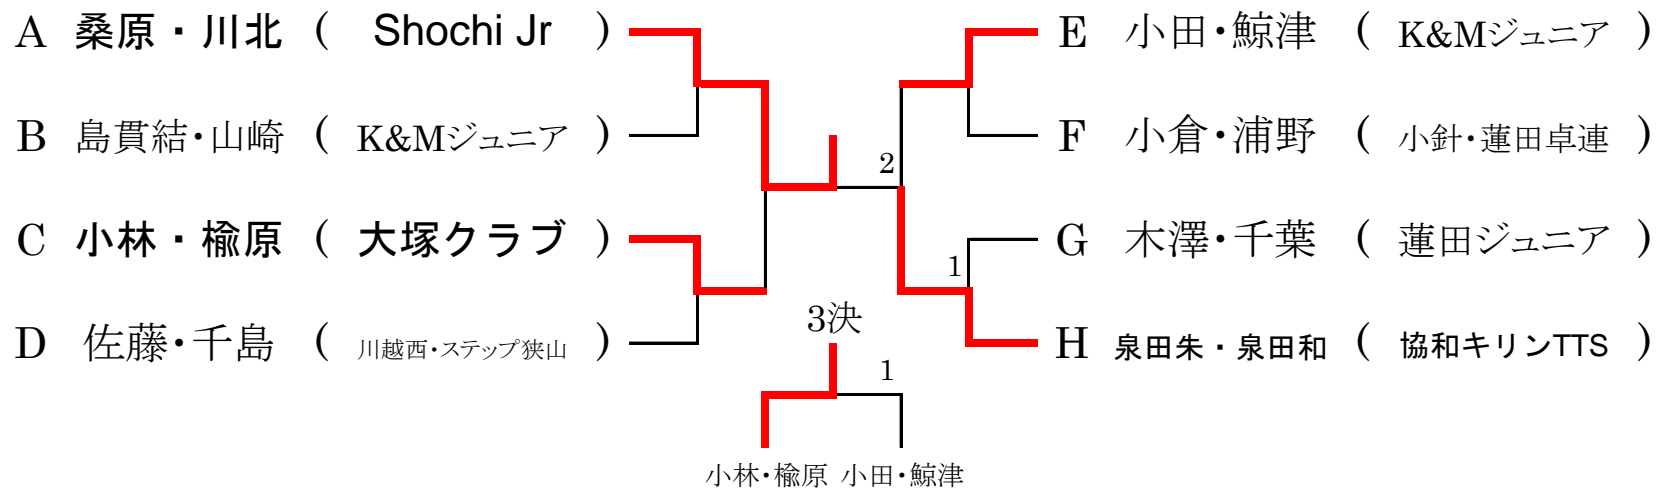 A 桑原・川北 ( Shochi Jr )
B 島貫結・山崎 ( K&Mジュニア )
C 小林・楡原 ( 大塚クラブ )
D 佐藤・千島 ( 川越西・ステップ狭山 )
2
1
3決
1
小林・楡原 小田・鯨津
E 小田・鯨津 ( K&Mジュニア )
F 小倉・浦野 ( 小針・蓮田卓連 )
G 木澤・千葉 ( 蓮田ジュニア )
H 泉田朱・泉田和 ( 協和キリンTTS )